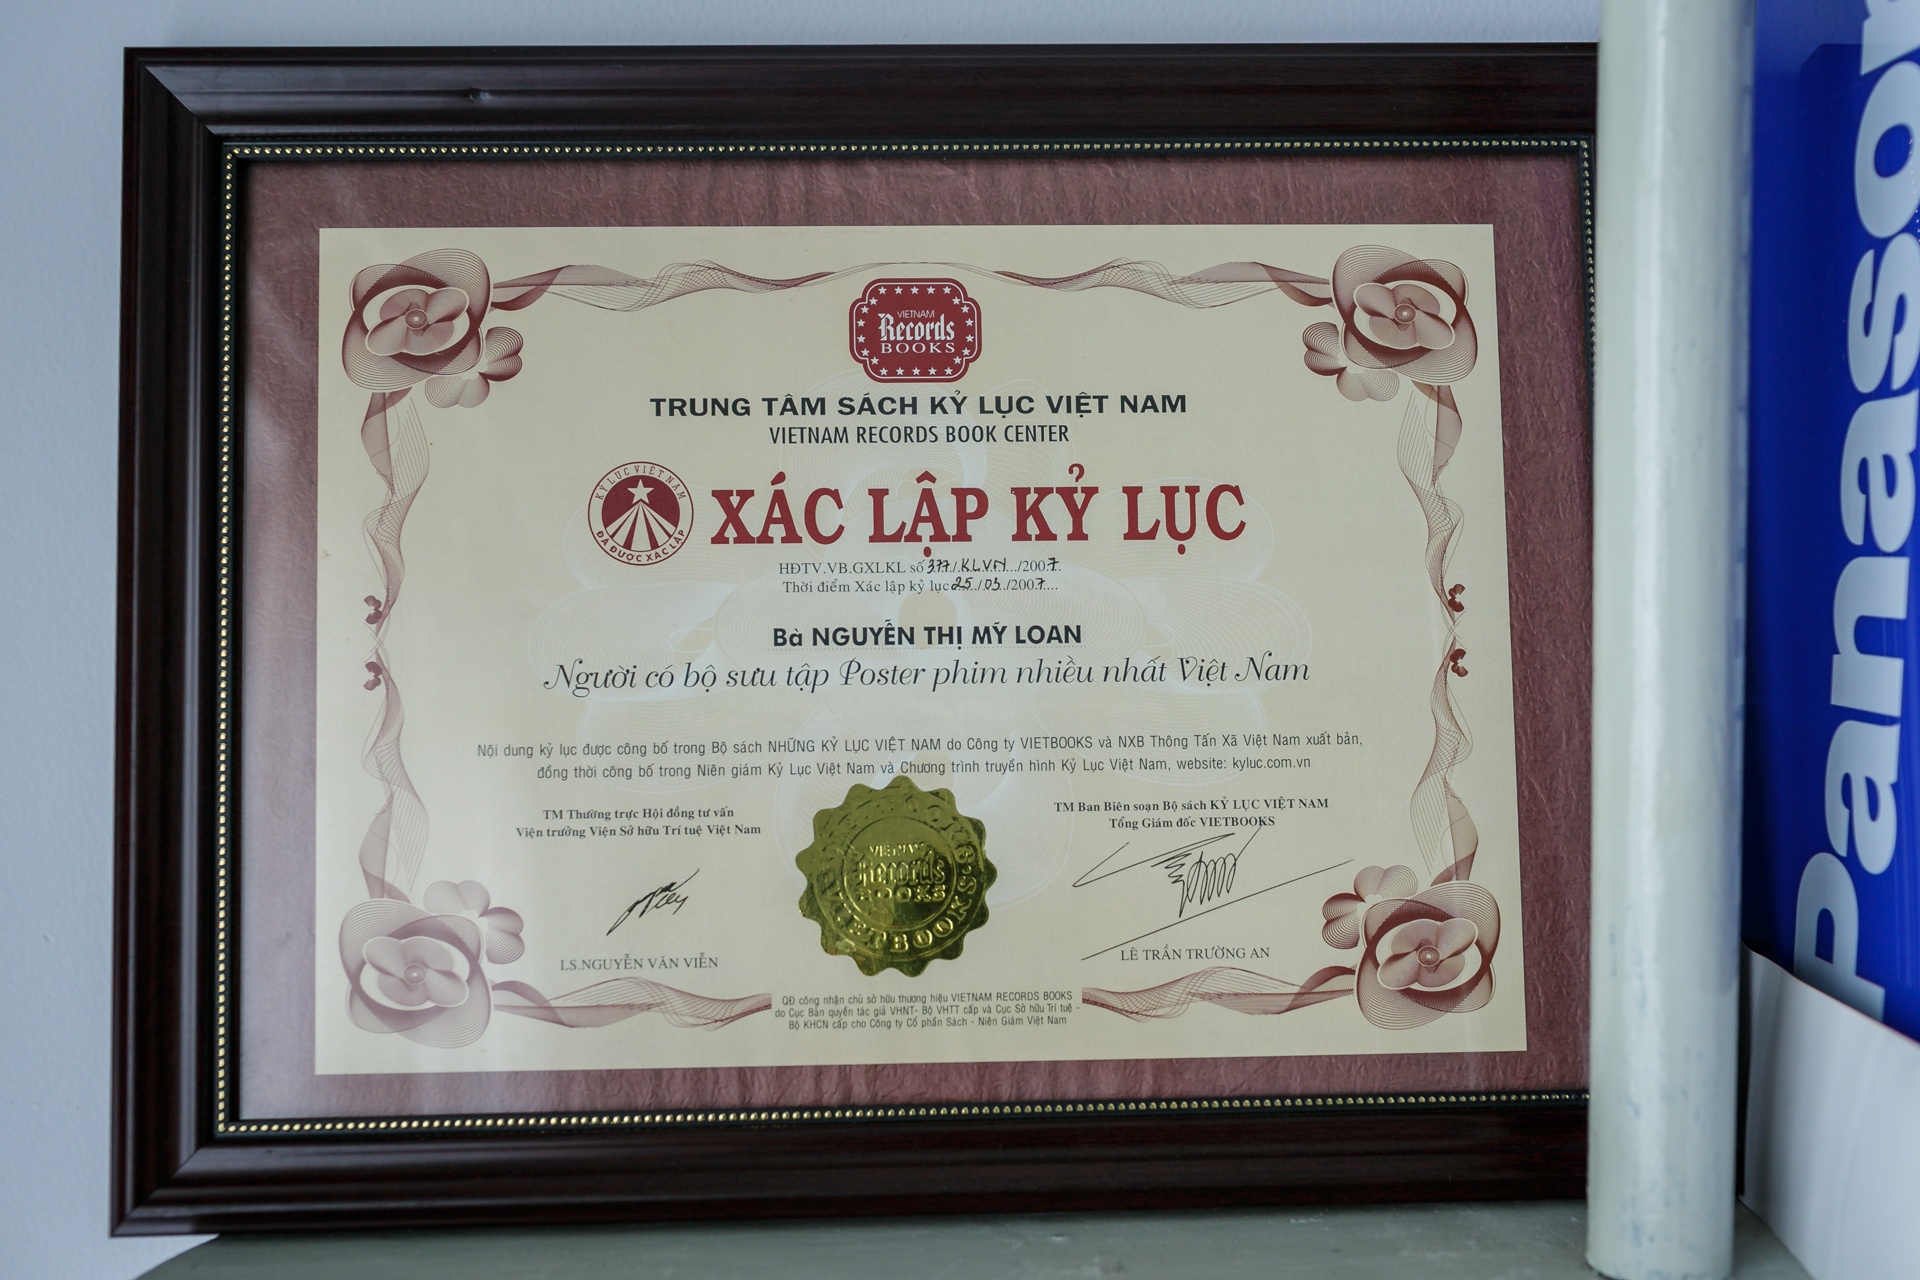 VIETNAM
Records
BOOKS
TRUNG TÂM SÁCH KỶ LỤC VIỆT NAM
VIETNAM RECORDS BOOK CENTER
KỶ LỤC VIỆT NAM
ĐÃ ĐƯỢC XÁC LẬP
XÁC LẬP KỶ LỤC
HĐTV.VB.GXLKL số 377/.KLVN.../2007.
Thời điểm Xác lập kỷ lục 25.../03../2007....
Bà NGUYỄN THỊ MỸ LOAN
Người có bộ sưu tập Poster phim nhiều nhất Việt Nam
Nội dung kỷ lục được công bố trong Bộ sách NHỮNG KỶ LỤC VIỆT NAM do Công ty VIETBOOKS và NXB Thông Tấn Xã Việt Nam xuất bản,
đồng thời công bố trong Niên giám Kỷ Lục Việt Nam và Chương trình truyền hình Kỷ Lục Việt Nam, website: kyluc.com.vn
TM Thường trực Hội đồng tư vấn
Viện trưởng Viện Sở hữu Trí tuệ Việt Nam
LS.NGUYỄN VĂN VIỄN
TM Ban Biên soạn Bộ sách KỶ LỤC VIỆT NAM
Tổng Giám đốc VIETBOOKS
LÊ TRẦN TRƯỜNG AN
VIETNAM
Records
BOOKS
VIETBOOKS
QĐ công nhận chủ sở hữu thương hiệu VIETNAM RECORDS BOOKS
do Cục Bản quyền tác giả VHNT- Bộ VHTT cấp và Cục Sở hữu Trí tuệ -
Bộ KHCN cấp cho Công ty Cổ phần Sách - Niên Giám Việt Nam
Panason